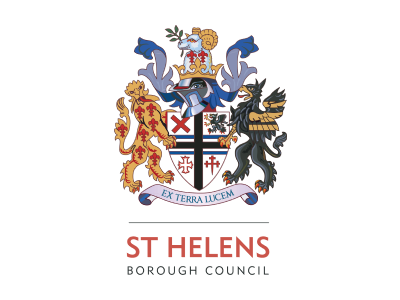 EX TERRA LUCEM
ST HELENS
BOROUGH COUNCIL